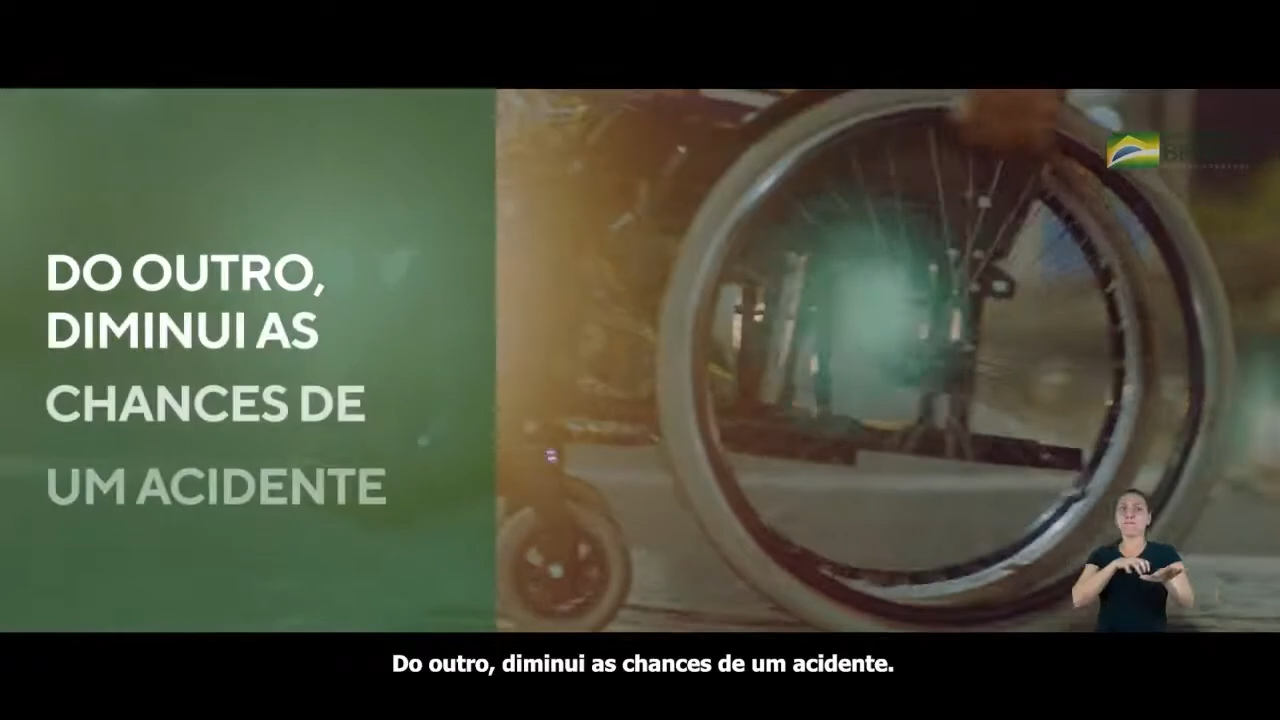 DO OUTRO,
DIMINUI AS
CHANCES DE
UM ACIDENTE
Do outro, diminui as chances de um acidente.